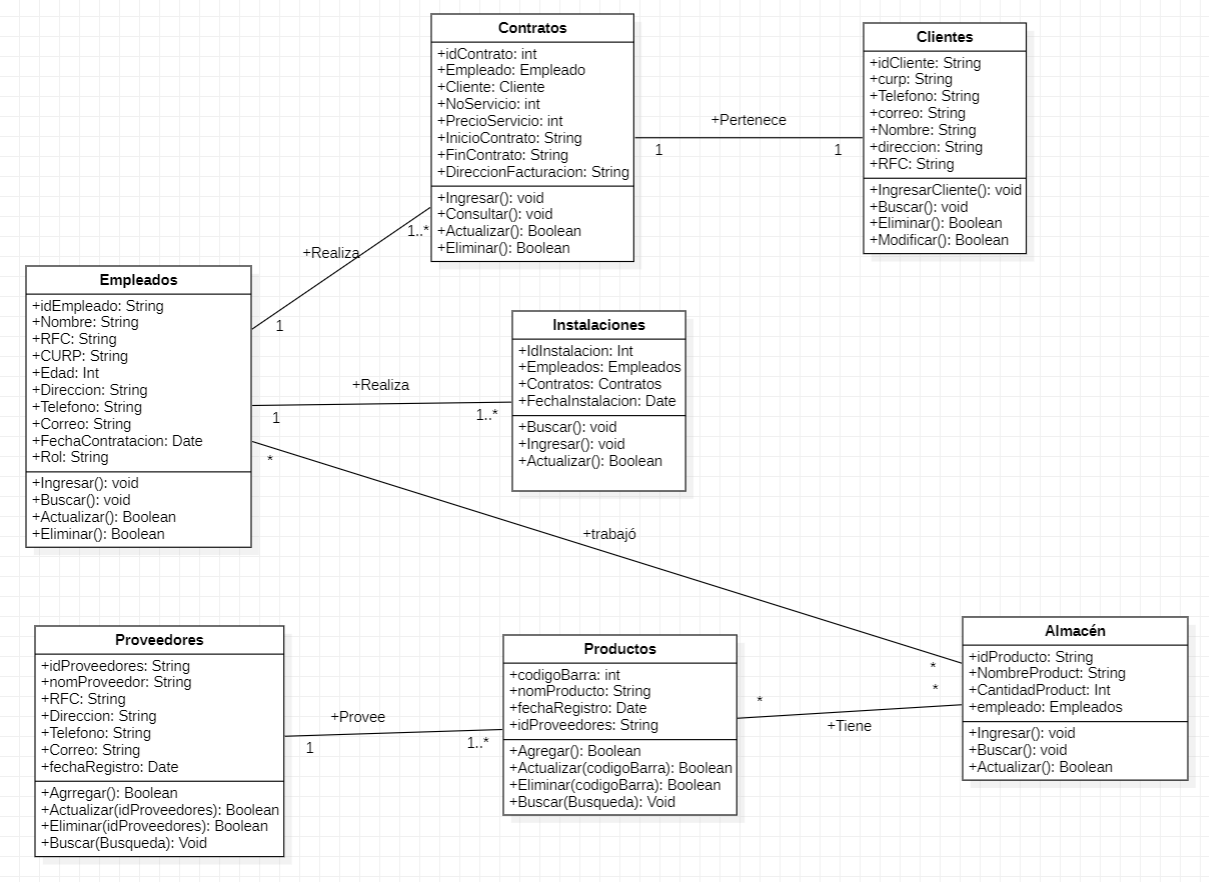 Contratos
+idContrato: int
+Empleado: Empleado
+Cliente: Cliente
+NoServicio: int
+PrecioServicio: int
+InicioContrato: String
+FinContrato: String
+DireccionFacturacion: String
+Ingresar(): void
+Consultar(): void
+Actualizar(): Boolean
+Eliminar(): Boolean
+Pertenece
1
1
Clientes
+idCliente: String
+curp: String
+Telefono: String
+correo: String
+Nombre: String
+direccion: String
+RFC: String
+IngresarCliente(): void
+Buscar(): void
+Eliminar(): Boolean
+Modificar(): Boolean
1..*
+Realiza
1
Empleados
+idEmpleado: String
+Nombre: String
+RFC: String
+CURP: String
+Edad: Int
+Direccion: String
+Telefono: String
+Correo: String
+FechaContratacion: Date
+Rol: String
+Ingresar(): void
+Buscar(): void
+Actualizar(): Boolean
+Eliminar(): Boolean
+Realiza
1
1..*
Instalaciones
+IdInstalacion: Int
+Empleados: Empleados
+Contratos: Contratos
+FechaInstalacion: Date
+Buscar(): void
+Ingresar(): void
+Actualizar(): Boolean
*
+trabajó
*
Proveedores
+idProveedores: String
+nomProveedor: String
+RFC: String
+Direccion: String
+Telefono: String
+Correo: String
+fechaRegistro: Date
+Agrregar(): Boolean
+Actualizar(idProveedores): Boolean
+Eliminar(idProveedores): Boolean
+Buscar(Busqueda): Void
+Provee
1
1..*
Productos
+codigoBarra: int
+nomProducto: String
+fechaRegistro: Date
+idProveedores: String
+Agregar(): Boolean
+Actualizar(codigoBarra): Boolean
+Eliminar(codigoBarra): Boolean
+Buscar(Busqueda): Void
*
+Tiene
*
Almacén
+idProducto: String
+NombreProduct: String
+CantidadProduct: Int
+empleado: Empleados
+Ingresar(): void
+Buscar(): void
+Actualizar(): Boolean